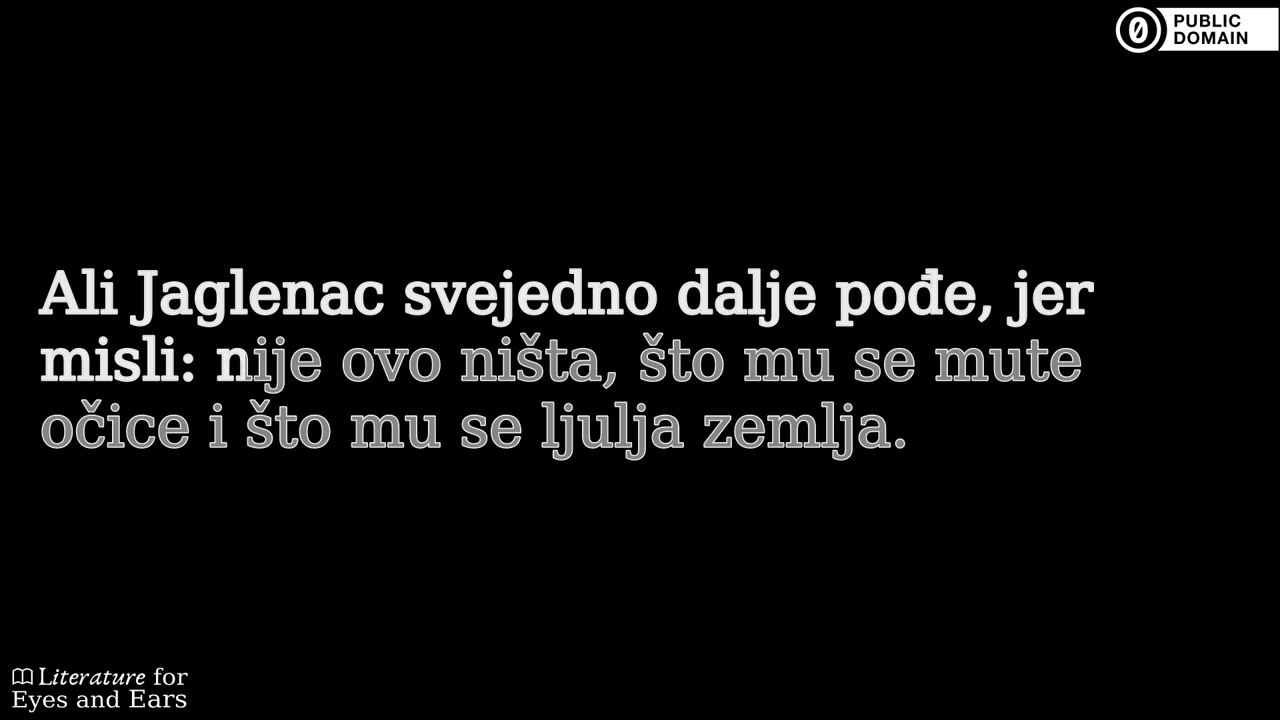 PUBLIC
DOMAIN
Ali Jaglenac svejedno dalje pođe, jer
misli: nije ovo ništa, što mu se mute
očice i što mu se ljulja zemlja.
Literature for
Eyes and Ears